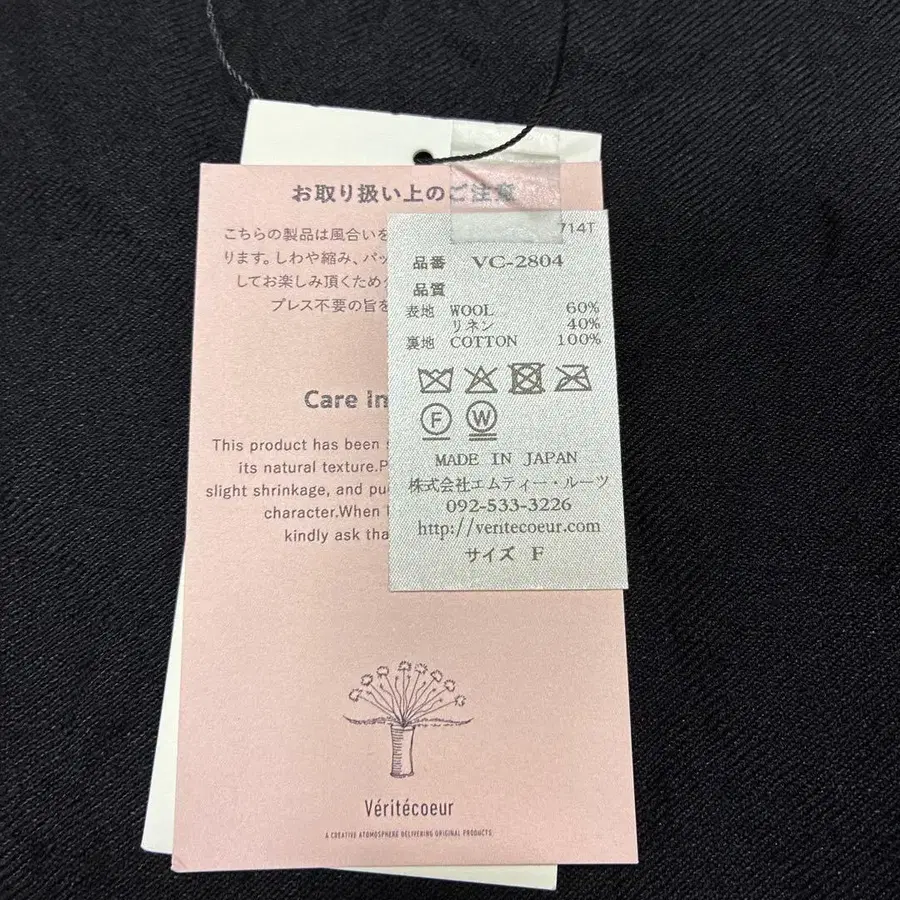 お取り扱い上のご注意
こちらの製品は風合いを
ります。しわや縮み、パッ
してお楽しみ頂くため
プレス不要の旨を
Care In
This product has been
its natural texture.P
slight shrinkage, and pu
character.When
kindly ask tha
714T
品番 VC-2804
品質
表地 WOOL 60%
リネン 40%
裏地 COTTON 100%
F W
MADE IN JAPAN
株式会社エムティー・ルーツ
092-533-3226
http://veritecoeur.com
サイズ F
Véritécoeur
A CREATIVE ATOMOSPHERE DELIVERING ORIGINAL PRODUCTS.